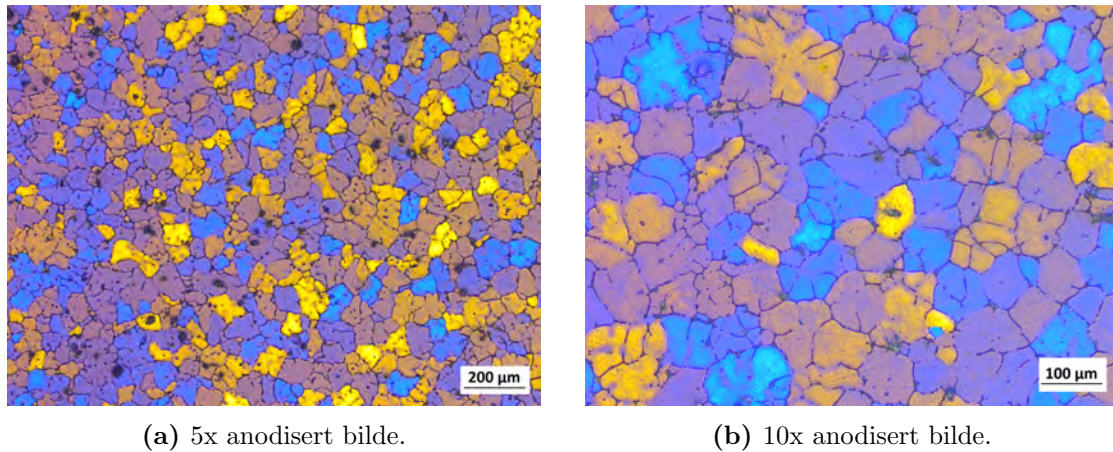 200 µm
100 µm
(a) 5x anodisert bilde.
(b) 10x anodisert bilde.